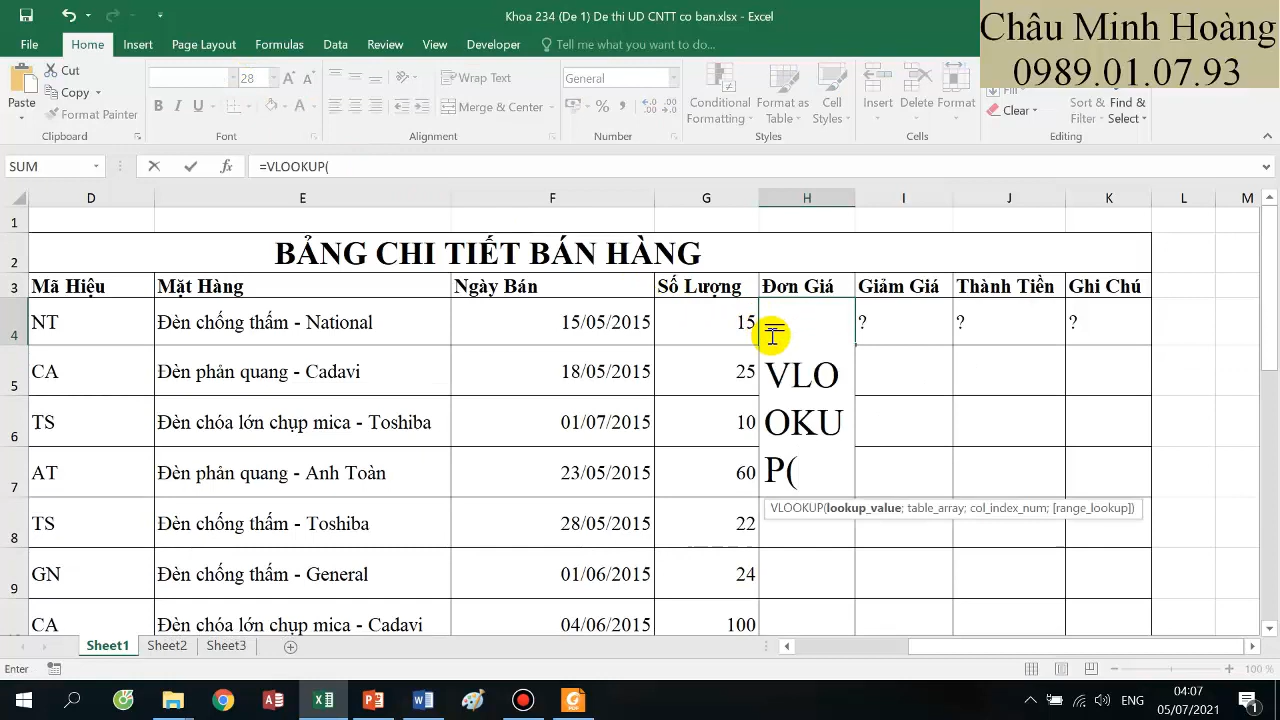 Khoa 234 (De 1) De thi UD CNTT co ban.xlsx - Excel
Châu Minh Hoàng
0989.01.07.93
File Home Insert Page Layout Formulas Data Review View Developer Tell me what you want to do...
Paste
Cut
Copy
Format Painter
Clipboard
28
Font
Wrap Text
Merge & Center
Alignment
General
Number
Conditional Formatting
Format as Table
Cell Styles
Styles
Insert Delete Format
Cells
Fill
Clear
Sort & Filter
Find & Select
Editing
SUM
=VLOOKUP(
D E F G H I J K L M
1
2 BẢNG CHI TIẾT BÁN HÀNG
3 Mã Hiệu Mặt Hàng Ngày Bán Số Lượng Đơn Giá Giảm Giá Thành Tiền Ghi Chú
4 NT Đèn chống thấm - National 15/05/2015 15 = ? ? ?
VLO
OKU
P(
5 CA Đèn phản quang - Cadavi 18/05/2015 25
6 TS Đèn chóa lớn chụp mica - Toshiba 01/07/2015 10
7 AT Đèn phản quang - Anh Toàn 23/05/2015 60
VLOOKUP(lookup_value; table_array; col_index_num; [range_lookup])
8 TS Đèn chống thấm - Toshiba 28/05/2015 22
9 GN Đèn chống thấm - General 01/06/2015 24
CA Đèn chóa lớn chụp mica - Cadavi 04/06/2015 100
Sheet1 Sheet2 Sheet3
Enter
100 %
ENG
04:07
05/07/2021
1